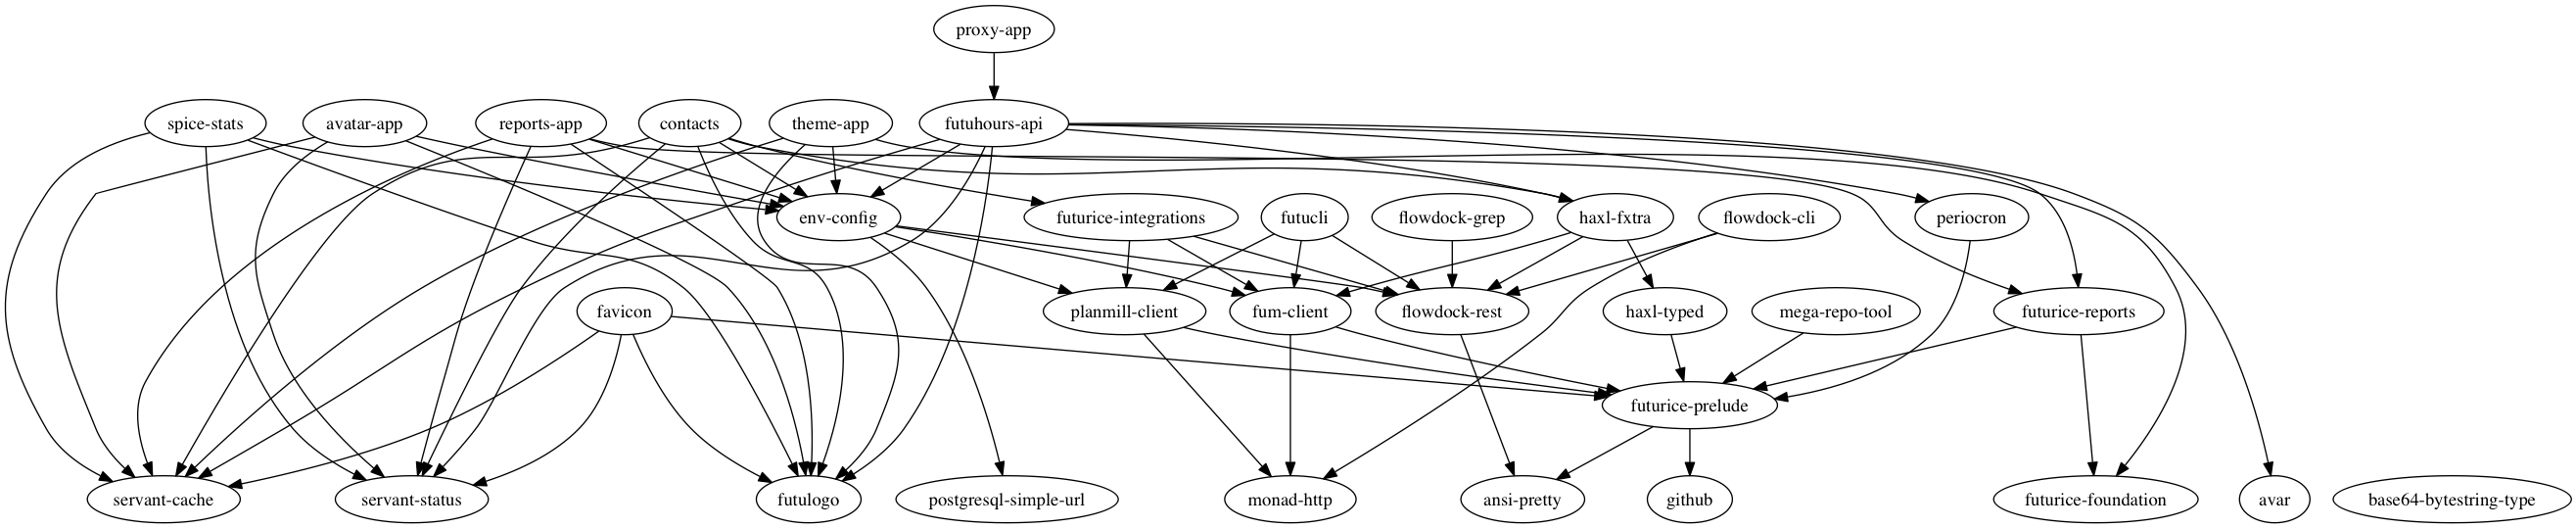 proxy-app
spice-stats
avatar-app
reports-app
contacts
theme-app
futuhours-api
env-config
futurice-integrations
futucli
flowdock-grep
haxl-fxtra
flowdock-cli
periocron
favicon
planmill-client
fum-client
flowdock-rest
haxl-typed
mega-repo-tool
futurice-reports
futurice-prelude
servant-cache
servant-status
futulogo
postgresql-simple-url
monad-http
ansi-pretty
github
futurice-foundation
avar
base64-bytestring-type